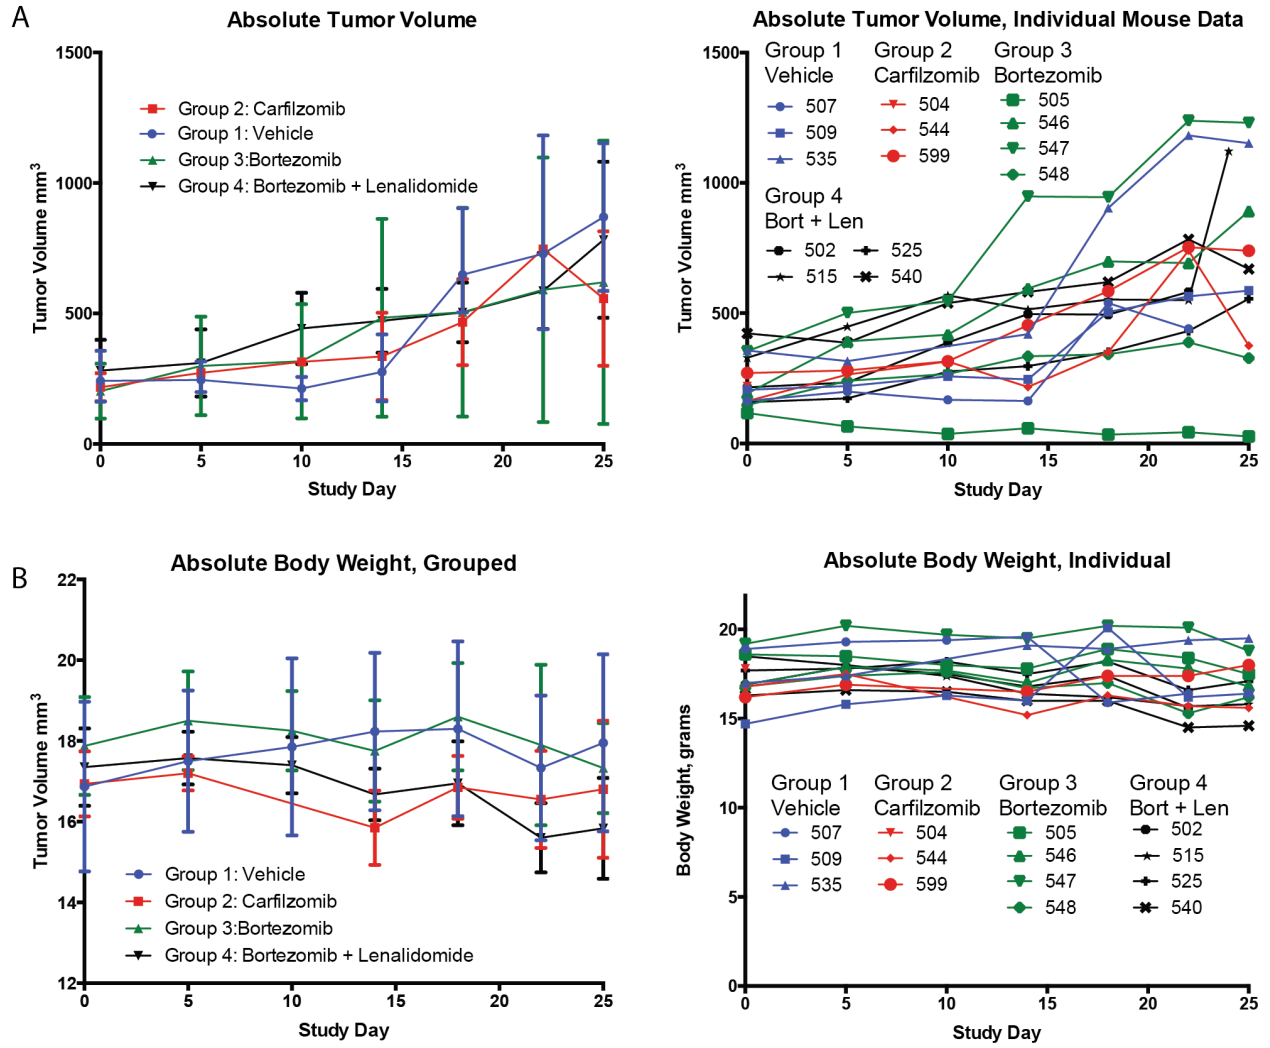 A
Absolute Tumor Volume
1500
1000
500
0
Tumor Volume mm3
Group 2: Carfilzomib
Group 1: Vehicle
Group 3:Bortezomib
Group 4: Bortezomib + Lenalidomide
0 5 10 15 20 25
Study Day
Absolute Tumor Volume, Individual Mouse Data
1500
1000
500
0
Tumor Volume mm3
Group 1 Group 2 Group 3
Vehicle Carfilzomib Bortezomib
507 504 505
509 544 546
535 599 547
548
Group 4
Bort + Len
502 525
515 540
0 5 10 15 20 25
Study Day
B
Absolute Body Weight, Grouped
22
20
18
16
14
12
Tumor Volume mm3
Group 1: Vehicle
Group 2: Carfilzomib
Group 3:Bortezomib
Group 4: Bortezomib + Lenalidomide
0 5 10 15 20 25
Study Day
Absolute Body Weight, Individual
20
15
10
5
0
Body Weight, grams
Group 1 Group 2 Group 3 Group 4
Vehicle Carfilzomib Bortezomib Bort + Len
507 504 505 502
509 544 546 515
535 599 547 525
548 540
0 5 10 15 20 25
Study Day